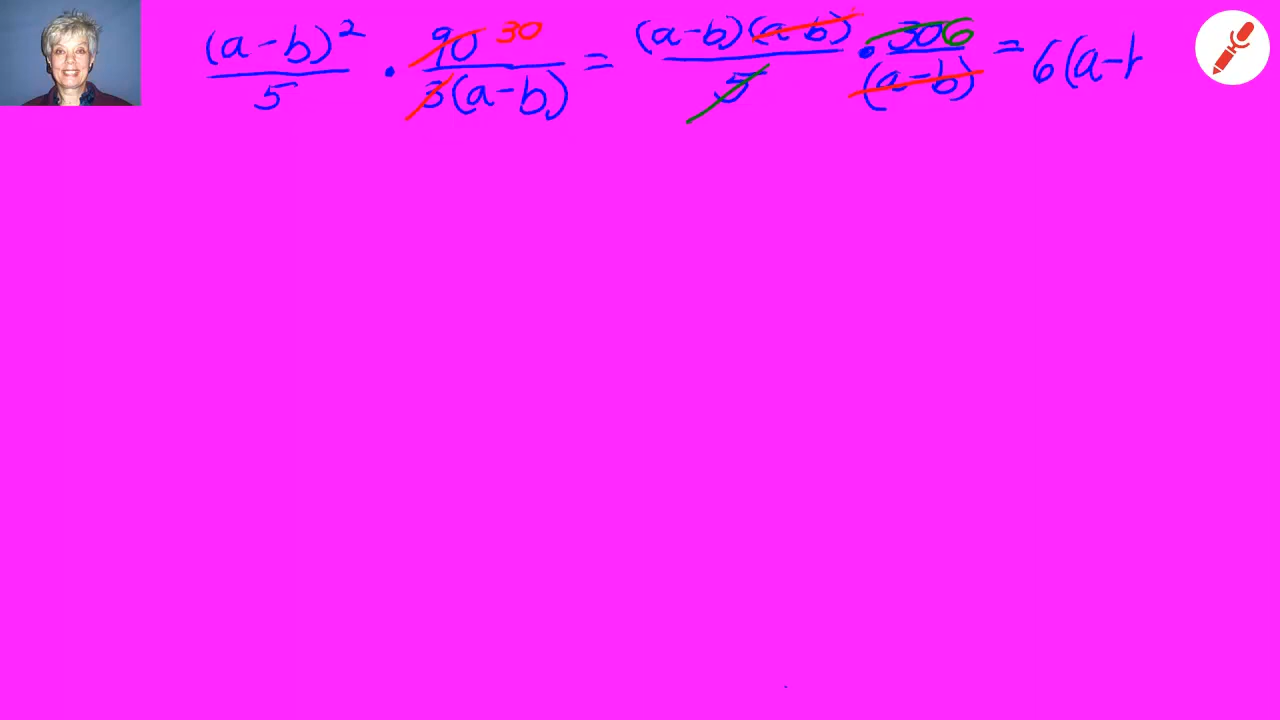 (a-b)² / 5 · 90 30 / 3(a-b) = (a-b)(a-b) / 5 · 30 6 / (a-b) = 6(a-